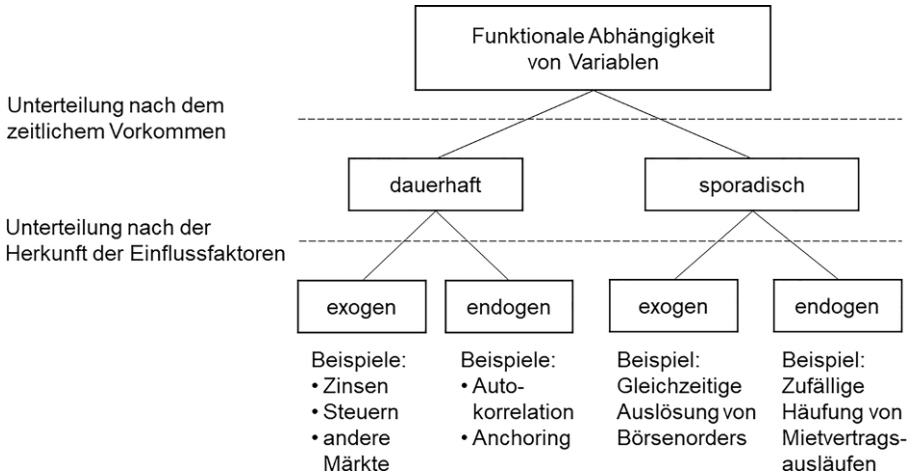 Funktionale Abhängigkeit
von Variablen
Unterteilung nach dem
zeitlichem Vorkommen
dauerhaft
sporadisch
Unterteilung nach der
Herkunft der Einflussfaktoren
exogen
endogen
exogen
endogen
Beispiele:
• Zinsen
• Steuern
• andere
Märkte
Beispiele:
• Auto-
korrelation
• Anchoring
Beispiel:
Gleichzeitige
Auslösung von
Börsenorders
Beispiel:
Zufällige
Häufung von
Mietvertrags-
ausläufen